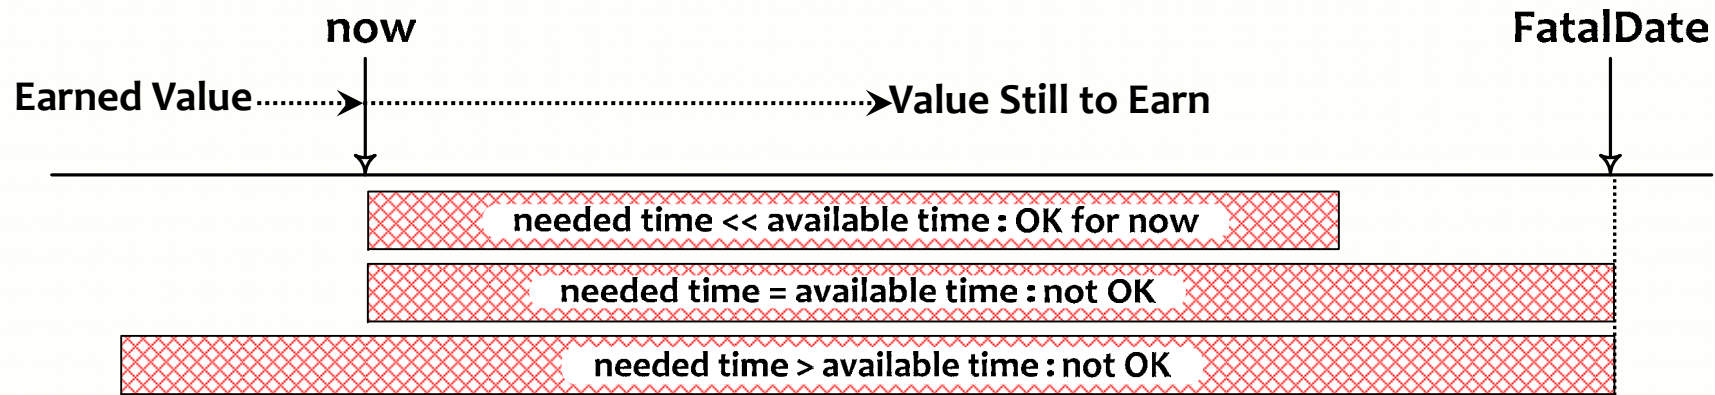 now
FatalDate
Earned Value
Value Still to Earn
needed time << available time : OK for now
needed time = available time : not OK
needed time > available time : not OK